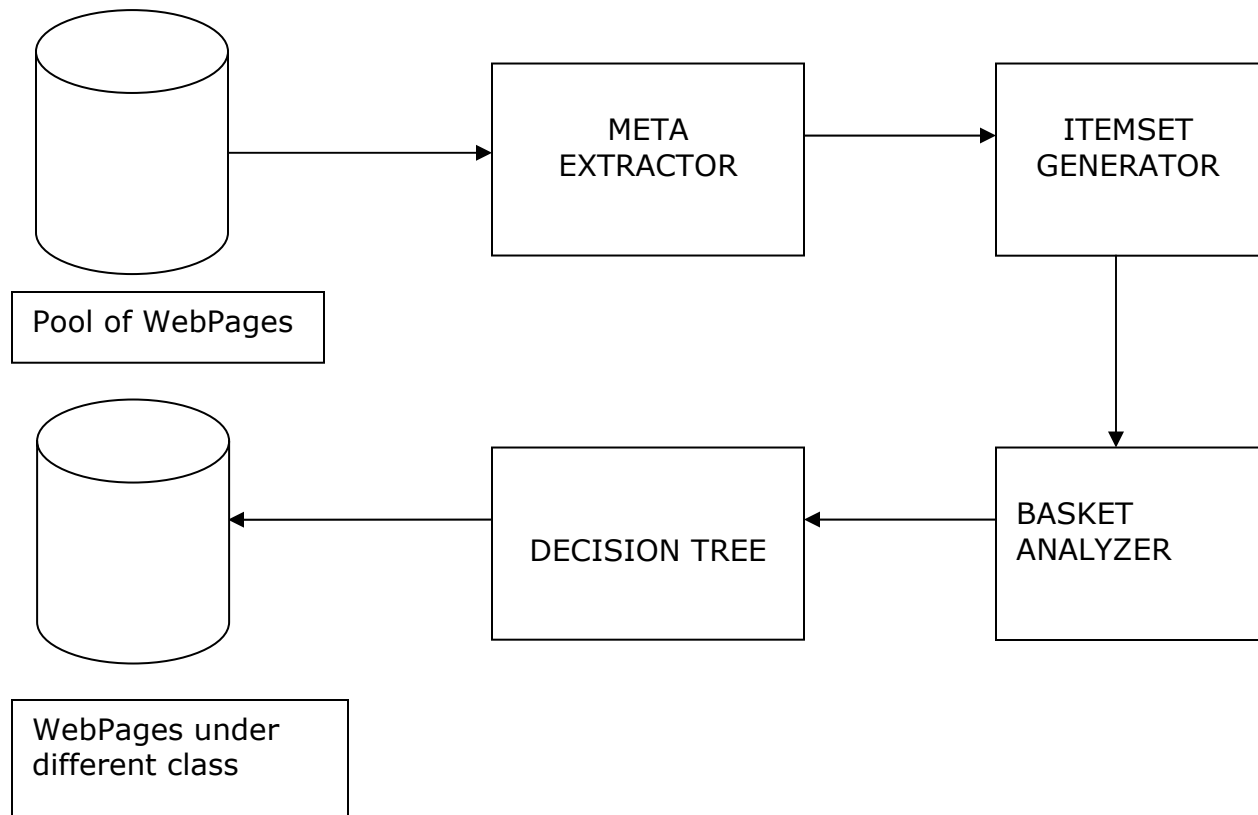 META
EXTRACTOR
ITEMSET
GENERATOR
Pool of WebPages
BASKET
ANALYZER
DECISION TREE
WebPages under
different class